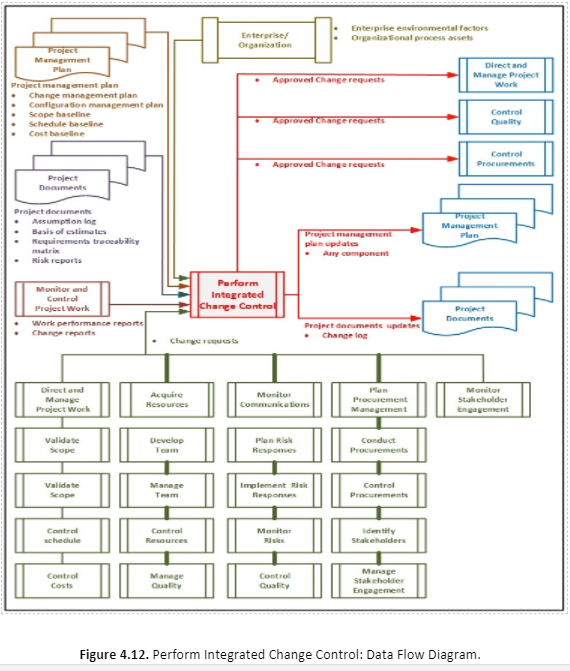 Project
Management
Plan
Project management plan
• Change management plan
• Configuration management plan
• Scope baseline
• Schedule baseline
• Cost baseline
Enterprise/
Organization
• Enterprise environmental factors
• Organizational process assets
• Approved Change requests
Direct and
Manage Project
Work
• Approved Change requests
Control
Quality
• Approved Change requests
Control
Procurements
Project
Documents
Project documents
• Assumption log
• Basis of estimates
• Requirements traceability
matrix
• Risk reports
Project management
plan updates
• Any component
Project
Management
Plan
Monitor and
Control
Project Work
• Work performance reports
• Change reports
Perform
Integrated
Change Control
Project documents updates
• Change log
Project
Documents
• Change requests
Direct and
Manage
Project Work
Acquire
Resources
Monitor
Communications
Plan
Procurement
Management
Monitor
Stakeholder
Engagement
Validate
Scope
Develop
Team
Plan Risk
Responses
Conduct
Procurements
Validate
Scope
Manage
Team
Implement Risk
Responses
Control
Procurements
Control
schedule
Control
Resources
Monitor
Risks
Identify
Stakeholders
Control
Costs
Manage
Quality
Control
Quality
Manage
Stakeholder
Engagement
Figure 4.12. Perform Integrated Change Control: Data Flow Diagram.